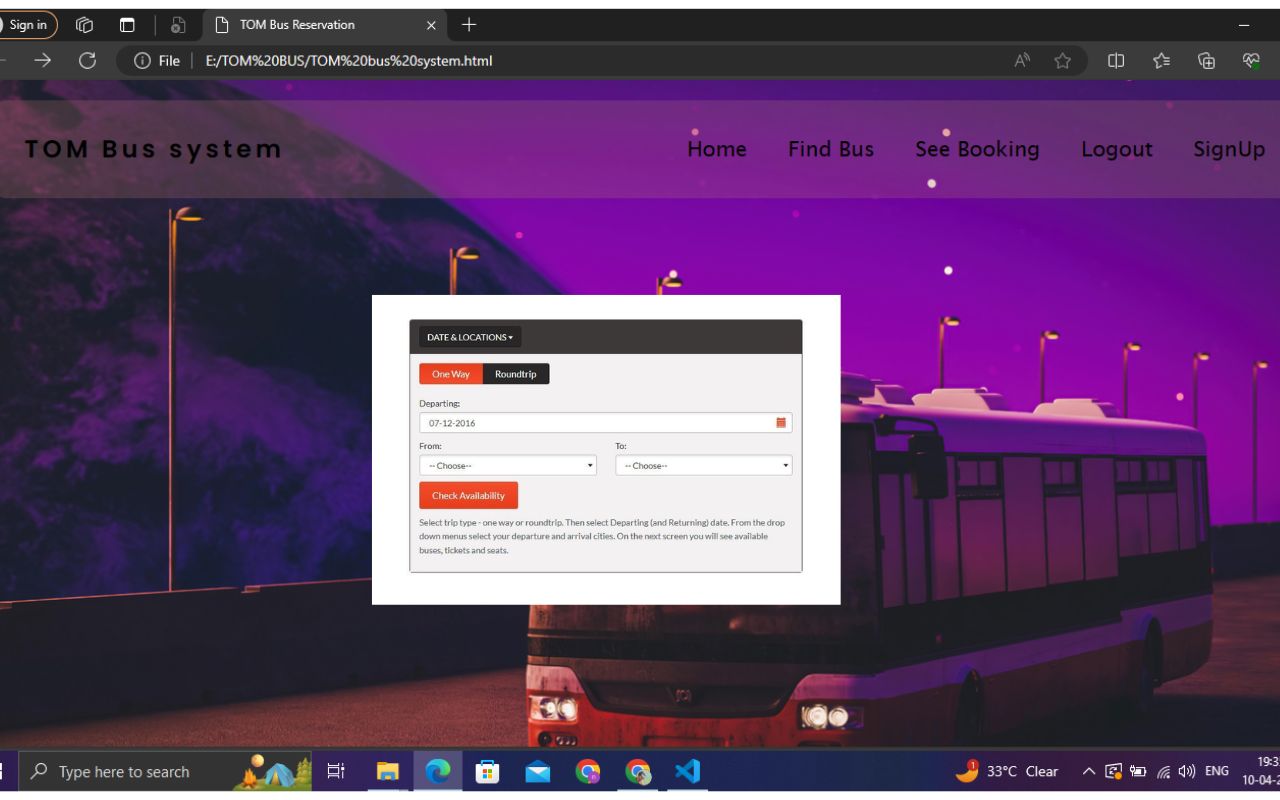 Sign in
TOM Bus Reservation
File
E:/TOM%20BUS/TOM%20bus%20system.html
TOM Bus system
Home Find Bus See Booking Logout SignUp
DATE & LOCATIONS
One Way Roundtrip
Departing:
07-12-2016
From: To:
-- Choose-- -- Choose--
Check Availability
Select trip type - one way or roundtrip. Then select Departing (and Returning) date. From the drop
down menus select your departure and arrival cities. On the next screen you will see available
buses, tickets and seats.
Type here to search
1
33°C Clear
ENG
19:3
10-04-2